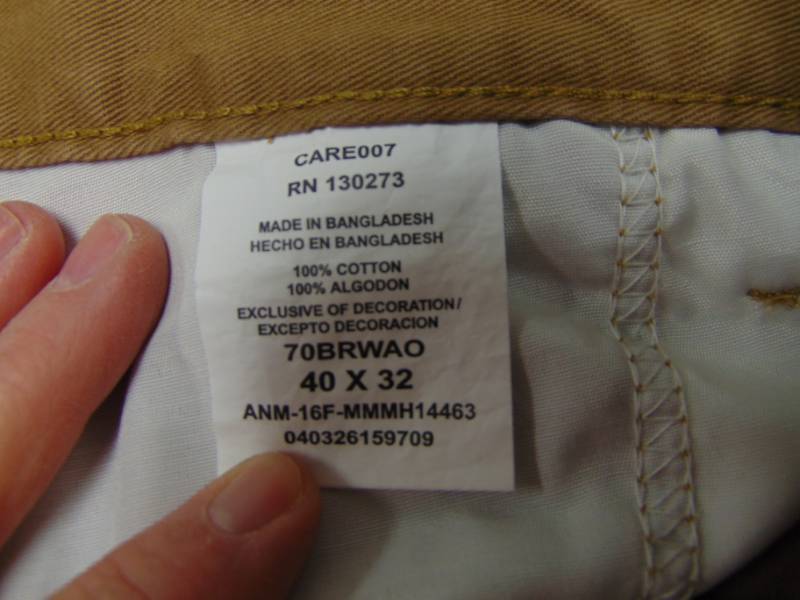 CARE007
RN 130273
MADE IN BANGLADESH
HECHO EN BANGLADESH
100% COTTON
100% ALGODON
EXCLUSIVE OF DECORATION/
EXCEPTO DECORACION
70BRWAO
40 X 32
ANM-16F-MMMH14463
040326159709